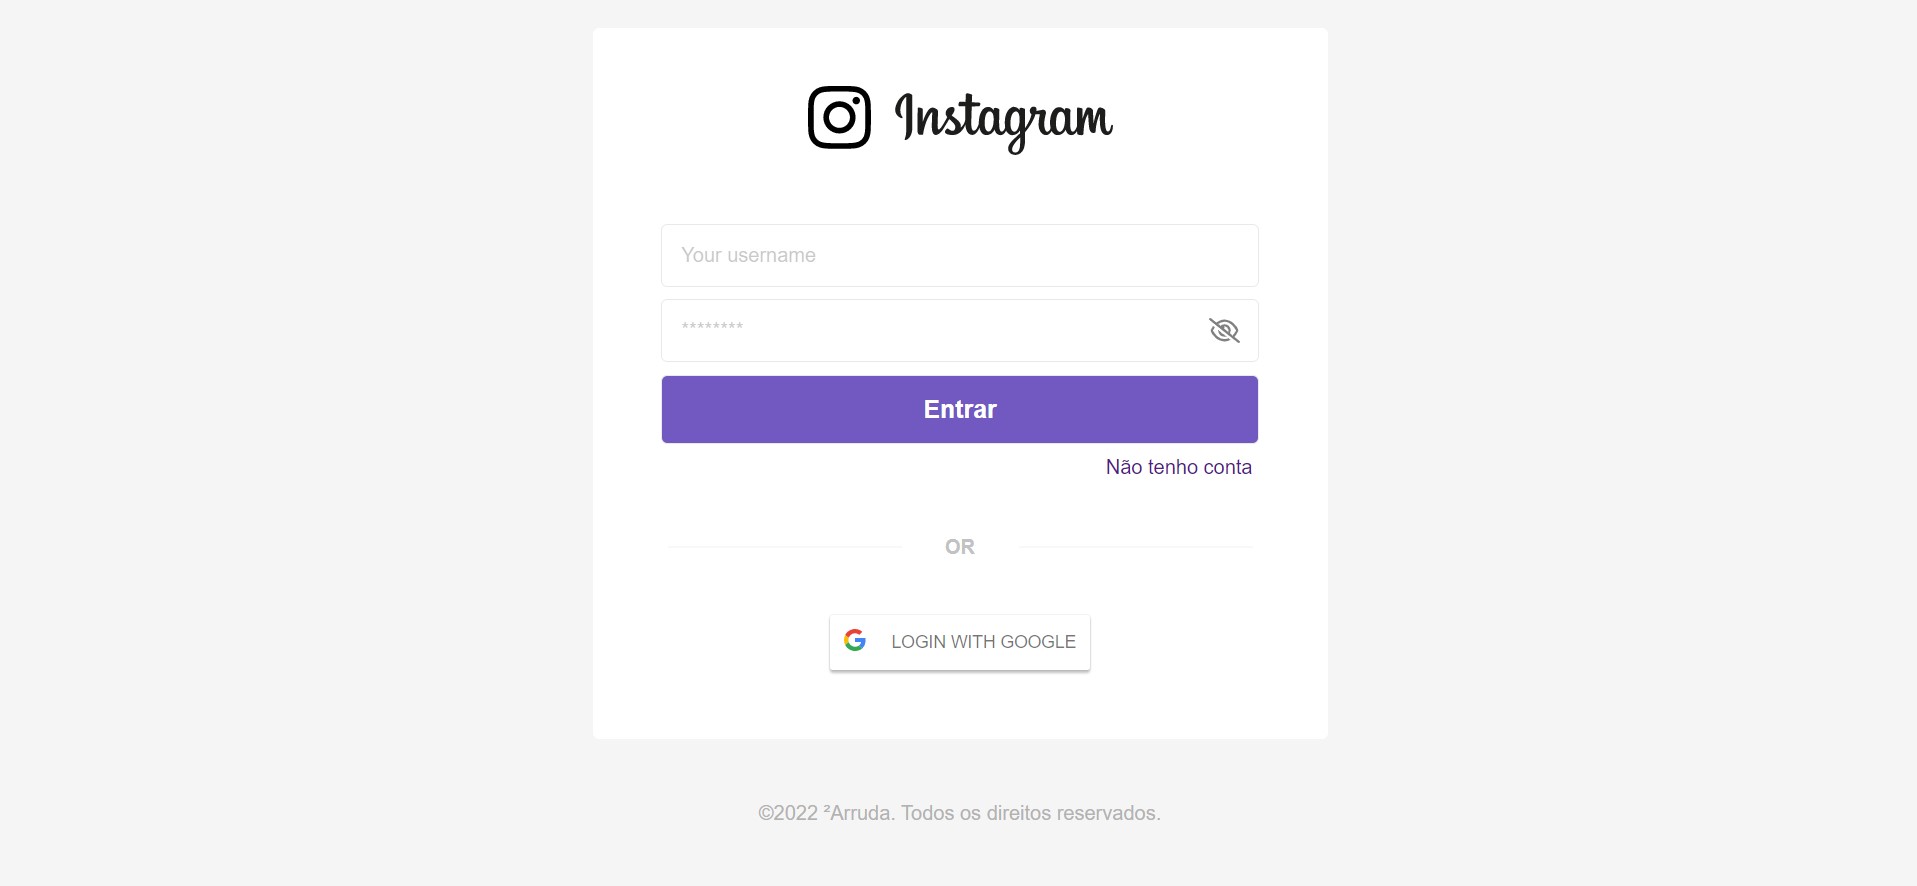 Instagram
Your username
********
Entrar
Não tenho conta
OR
LOGIN WITH GOOGLE
©2022 ²Arruda. Todos os direitos reservados.